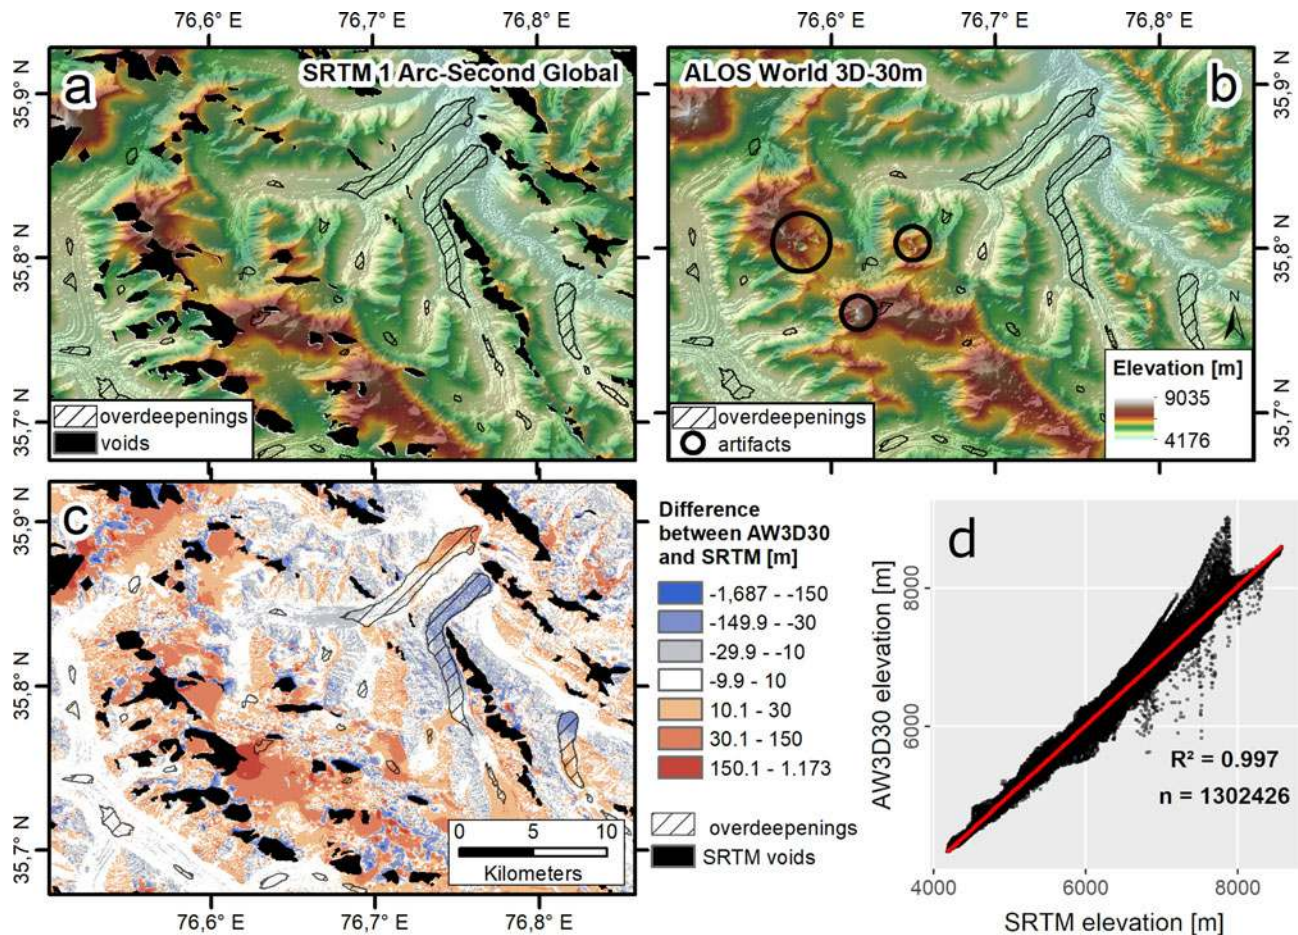 76,6° E 76,7° E 76,8° E
76,6° E 76,7° E 76,8° E
a
SRTM 1 Arc-Second Global
35,9° N
35,8° N
35,7° N
overdeepenings
voids
ALOS World 3D-30m
b
35,9° N
35,8° N
35,7° N
N
Elevation [m]
9035
4176
overdeepenings
artifacts
c
35,9° N
35,8° N
35,7° N
0 5 10
Kilometers
76,6° E 76,7° E 76,8° E
Difference
between AW3D30
and SRTM [m]
-1,687 - -150
-149.9 - -30
-29.9 - -10
-9.9 - 10
10.1 - 30
30.1 - 150
150.1 - 1.173
overdeepenings
SRTM voids
d
AW3D30 elevation [m]
8000
6000
R² = 0.997
n = 1302426
4000 6000 8000
SRTM elevation [m]